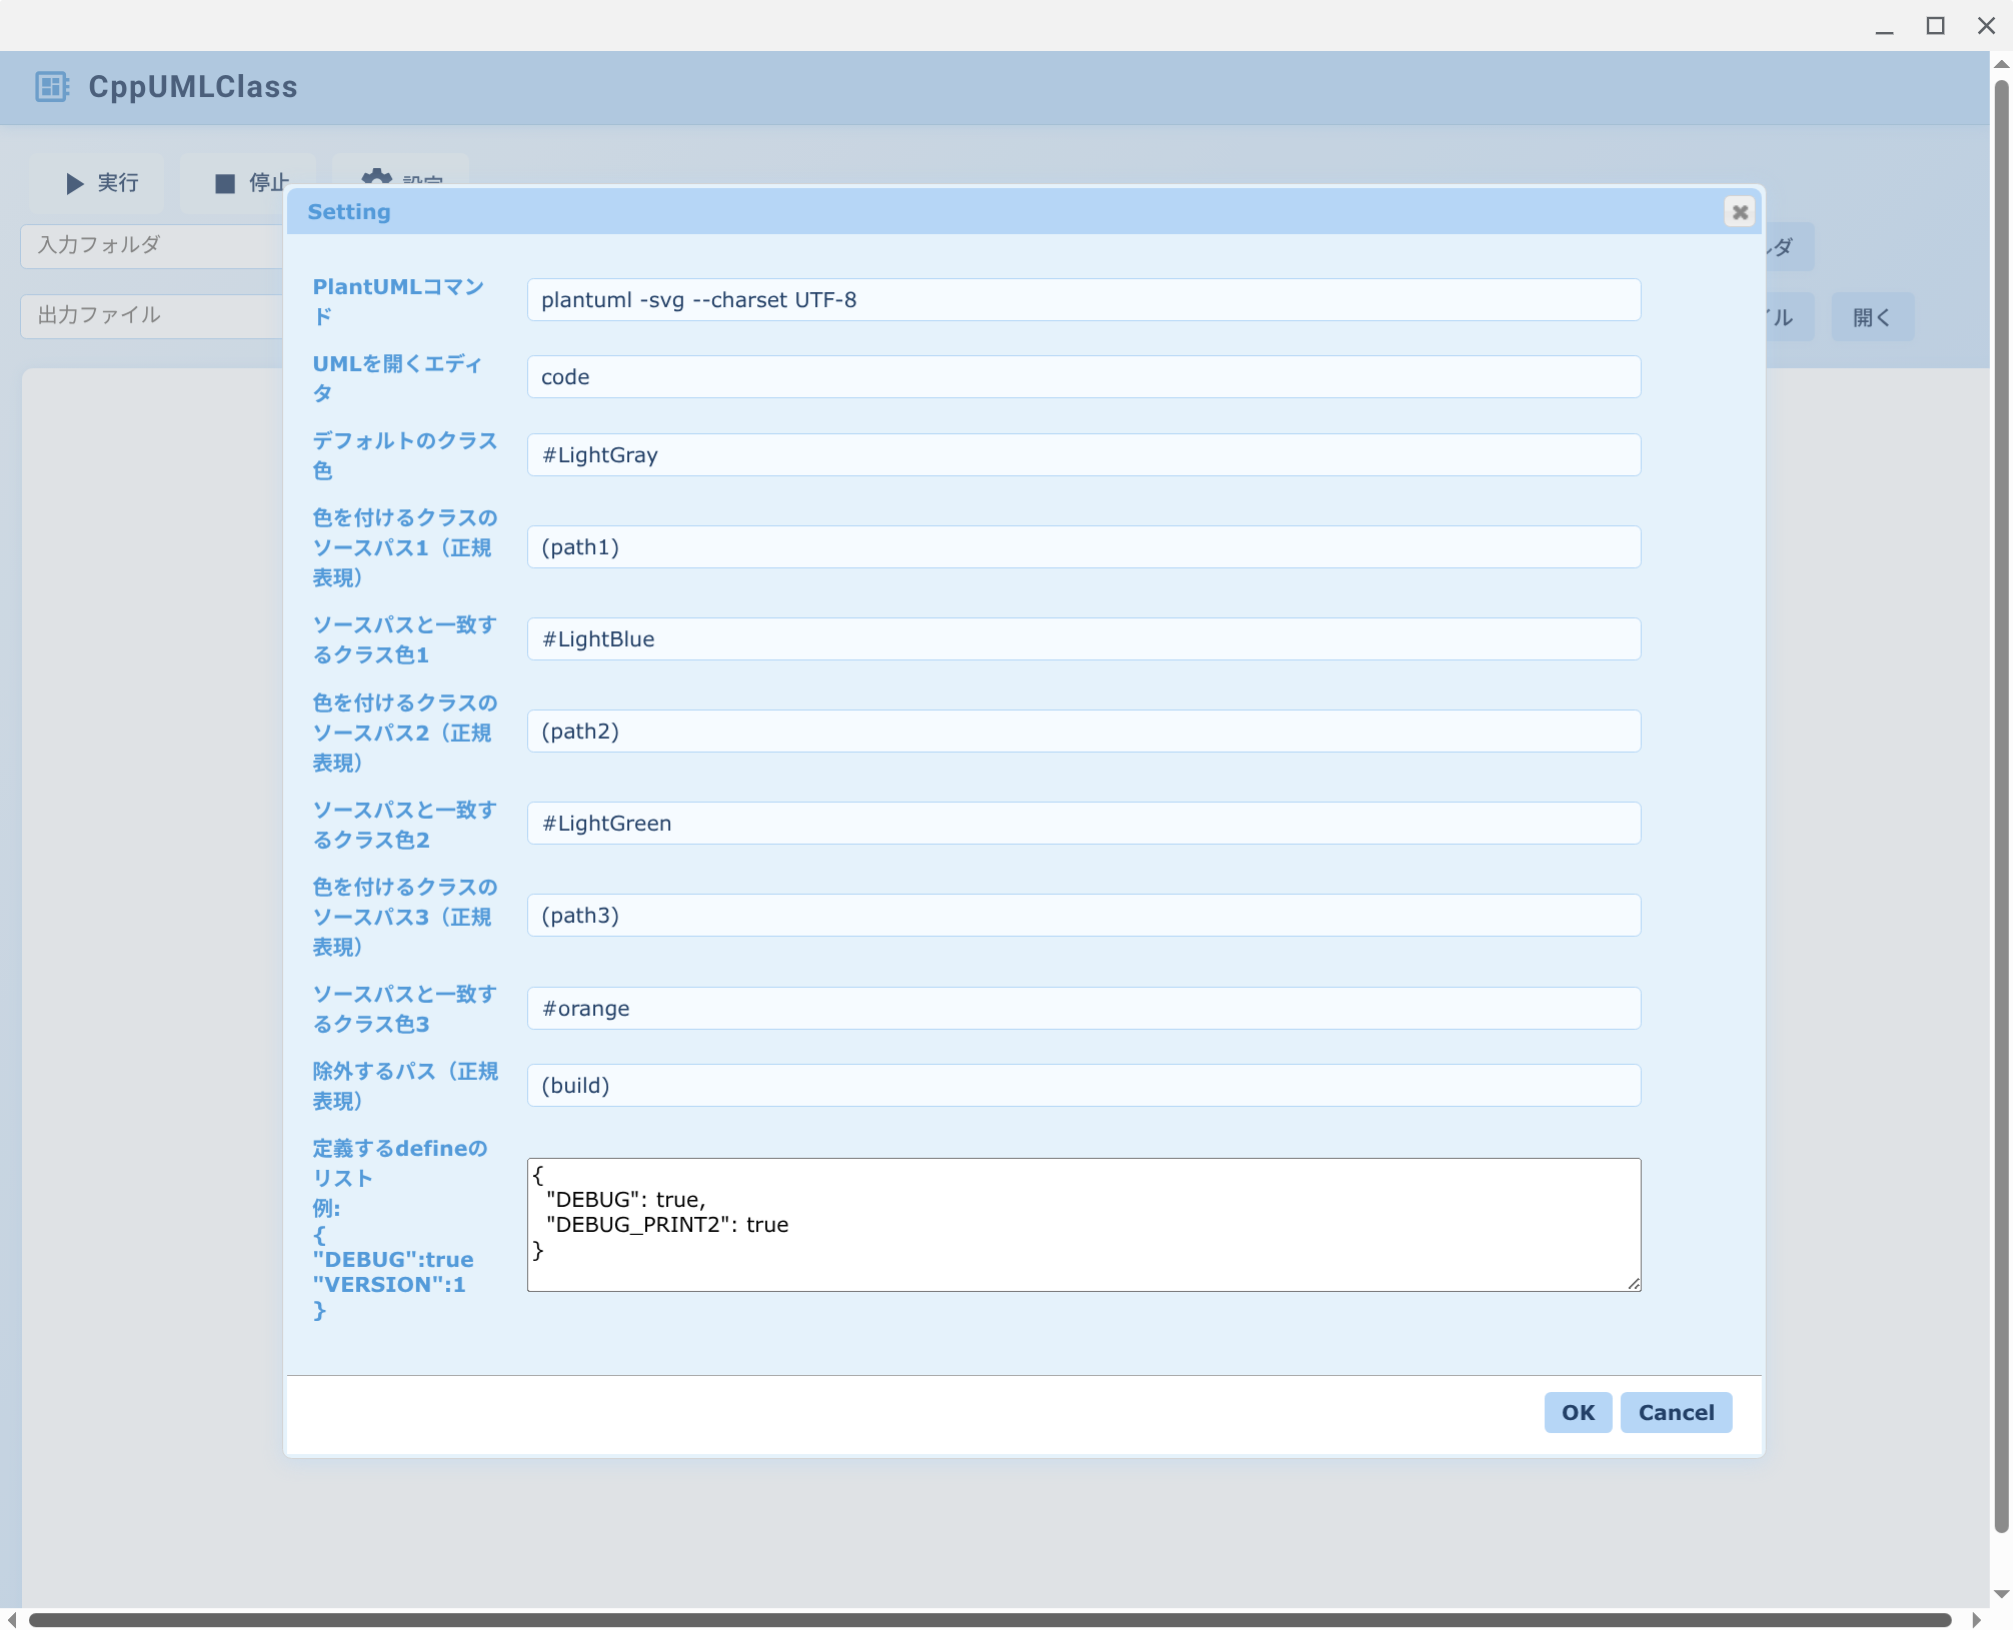 CppUMLClass
実行
停止
設定
Setting
入力フォルダ
ルダ
出力ファイル
イル
開く
PlantUMLコマン
ド
plantuml -svg --charset UTF-8
UMLを開くエディ
タ
code
デフォルトのクラス
色
#LightGray
色を付けるクラスの
ソースパス1（正規
表現）
(path1)
ソースパスと一致す
るクラス色1
#LightBlue
色を付けるクラスの
ソースパス2（正規
表現）
(path2)
ソースパスと一致す
るクラス色2
#LightGreen
色を付けるクラスの
ソースパス3（正規
表現）
(path3)
ソースパスと一致す
るクラス色3
#orange
除外するパス（正規
表現）
(build)
定義するdefineの
リスト
例:
{
"DEBUG":true
"VERSION":1
}
{
"DEBUG": true,
"DEBUG_PRINT2": true
}
OK
Cancel